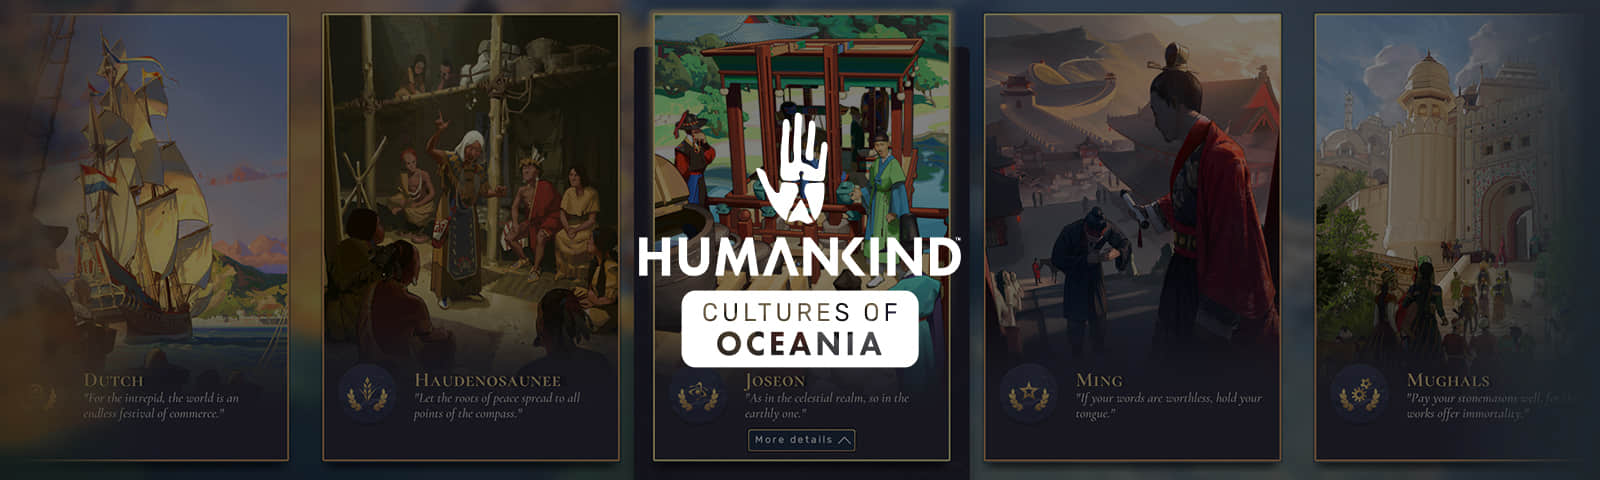 HUMANKIND™
CULTURES OF
OCEANIA
DUTCH
"For the intrepid, the world is an
endless festival of commerce."
HAUDENOSAUNEE
"Let the roots of peace spread to all
points of the compass."
JOSEON
"As in the celestial realm, so in the
earthly one."
More details
MING
"If your words are worthless, hold your
tongue."
MUGHALS
"Pay your stonemasons well, for
works offer immortality."